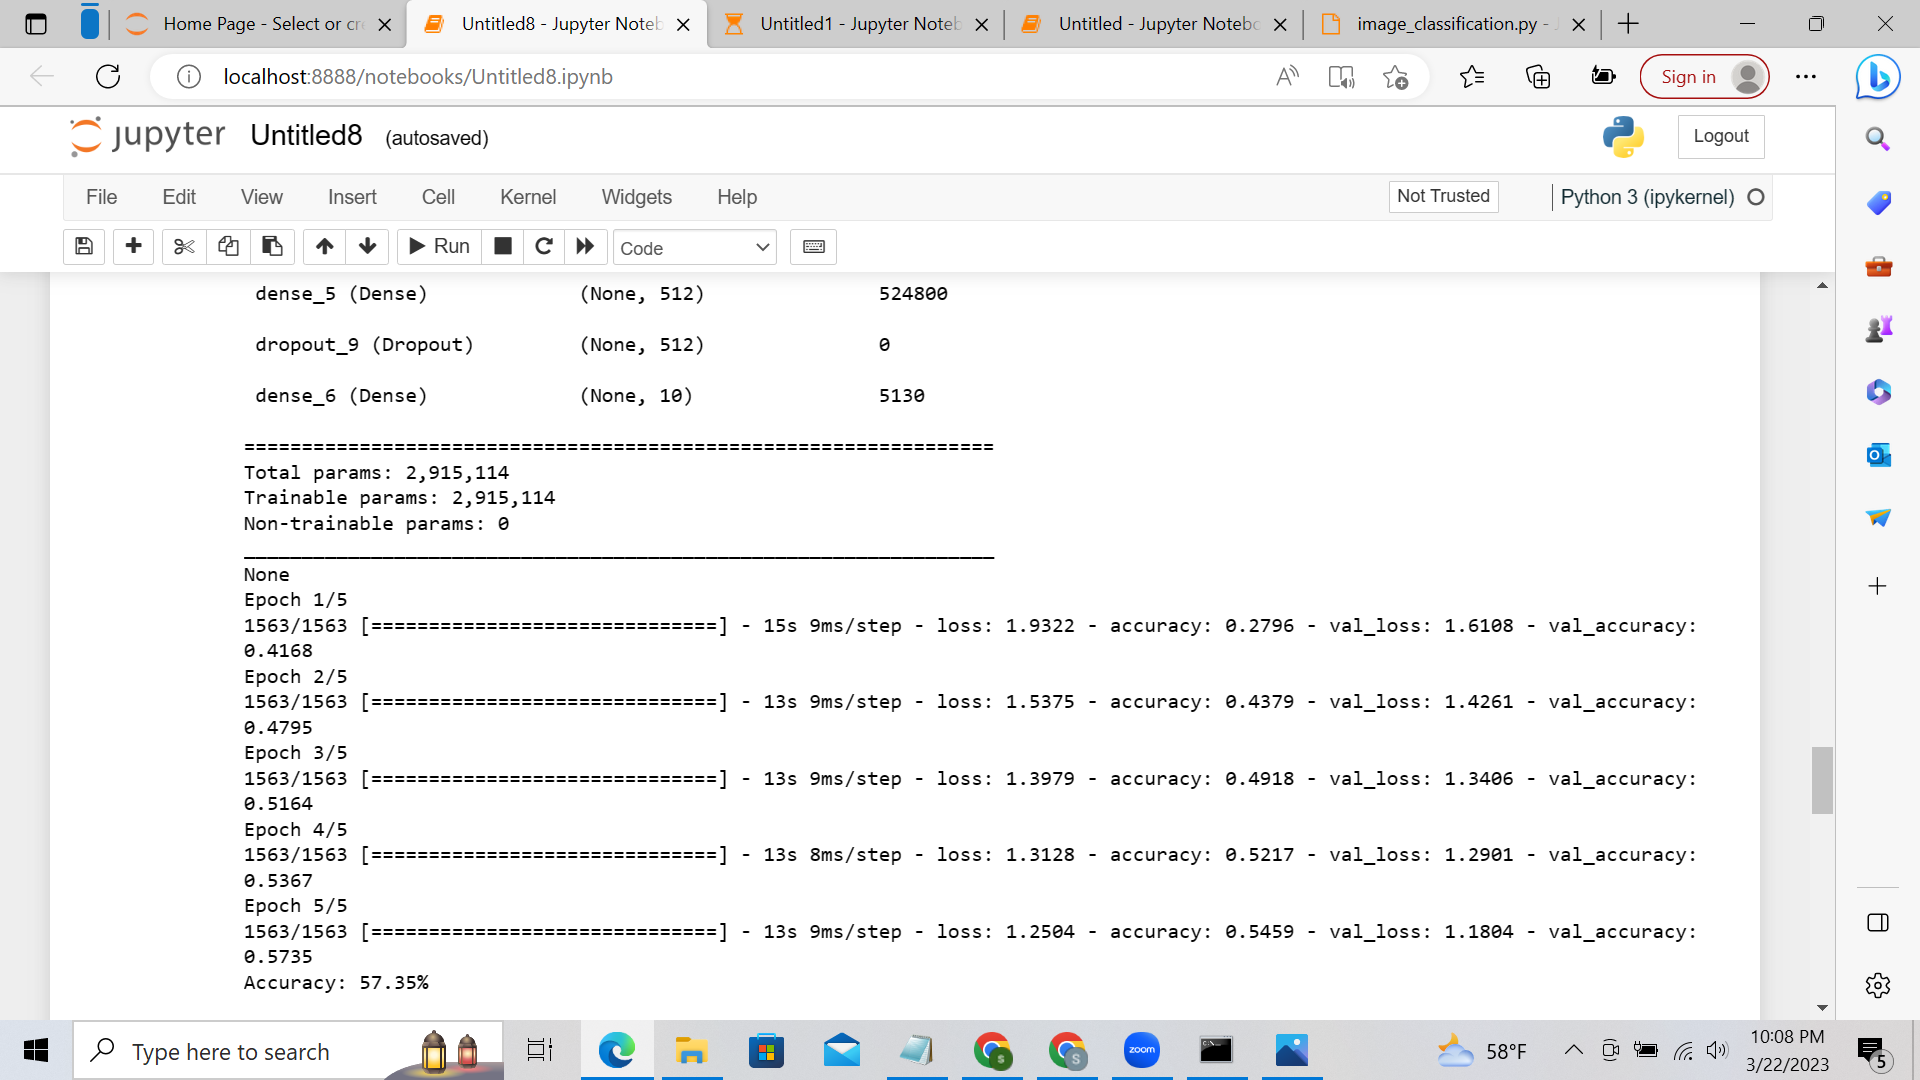 Home Page - Select or cre
Untitled8 - Jupyter Noteb
Untitled1 - Jupyter Noteb
Untitled - Jupyter Notebo
image_classification.py - J
localhost:8888/notebooks/Untitled8.ipynb
Sign in
jupyter Untitled8 (autosaved)
Logout
File Edit View Insert Cell Kernel Widgets Help
Not Trusted
Python 3 (ipykernel)
Run
Code
dense_5 (Dense) (None, 512) 524800
dropout_9 (Dropout) (None, 512) 0
dense_6 (Dense) (None, 10) 5130
=================================================================
Total params: 2,915,114
Trainable params: 2,915,114
Non-trainable params: 0
_________________________________________________________________
None
Epoch 1/5
1563/1563 [==============================] - 15s 9ms/step - loss: 1.9322 - accuracy: 0.2796 - val_loss: 1.6108 - val_accuracy:
0.4168
Epoch 2/5
1563/1563 [==============================] - 13s 9ms/step - loss: 1.5375 - accuracy: 0.4379 - val_loss: 1.4261 - val_accuracy:
0.4795
Epoch 3/5
1563/1563 [==============================] - 13s 9ms/step - loss: 1.3979 - accuracy: 0.4918 - val_loss: 1.3406 - val_accuracy:
0.5164
Epoch 4/5
1563/1563 [==============================] - 13s 8ms/step - loss: 1.3128 - accuracy: 0.5217 - val_loss: 1.2901 - val_accuracy:
0.5367
Epoch 5/5
1563/1563 [==============================] - 13s 9ms/step - loss: 1.2504 - accuracy: 0.5459 - val_loss: 1.1804 - val_accuracy:
0.5735
Accuracy: 57.35%
Type here to search
zoom
58°F
10:08 PM
3/22/2023
5